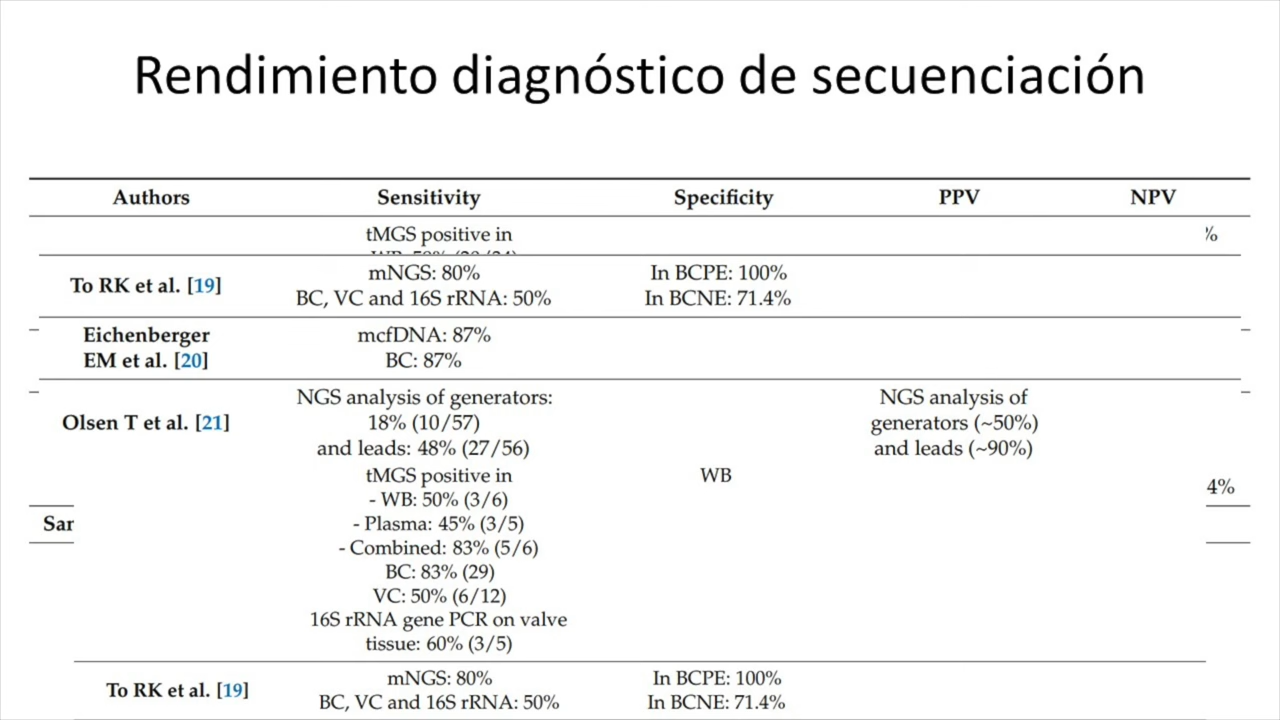 Rendimiento diagnóstico de secuenciación
Authors Sensitivity Specificity PPV NPV
tMGS positive in %
To RK et al. [19]
mNGS: 80% In BCPE: 100%
BC, VC and 16S rRNA: 50% In BCNE: 71.4%
Eichenberger
EM et al. [20]
mcfDNA: 87%
BC: 87%
Olsen T et al. [21]
NGS analysis of generators:
18% (10/57)
and leads: 48% (27/56)
NGS analysis of
generators (~50%)
and leads (~90%)
tMGS positive in WB
- WB: 50% (3/6) 4%
- Plasma: 45% (3/5)
- Combined: 83% (5/6)
BC: 83% (29)
VC: 50% (6/12)
16S rRNA gene PCR on valve
tissue: 60% (3/5)
Sar
To RK et al. [19]
mNGS: 80% In BCPE: 100%
BC, VC and 16S rRNA: 50% In BCNE: 71.4%